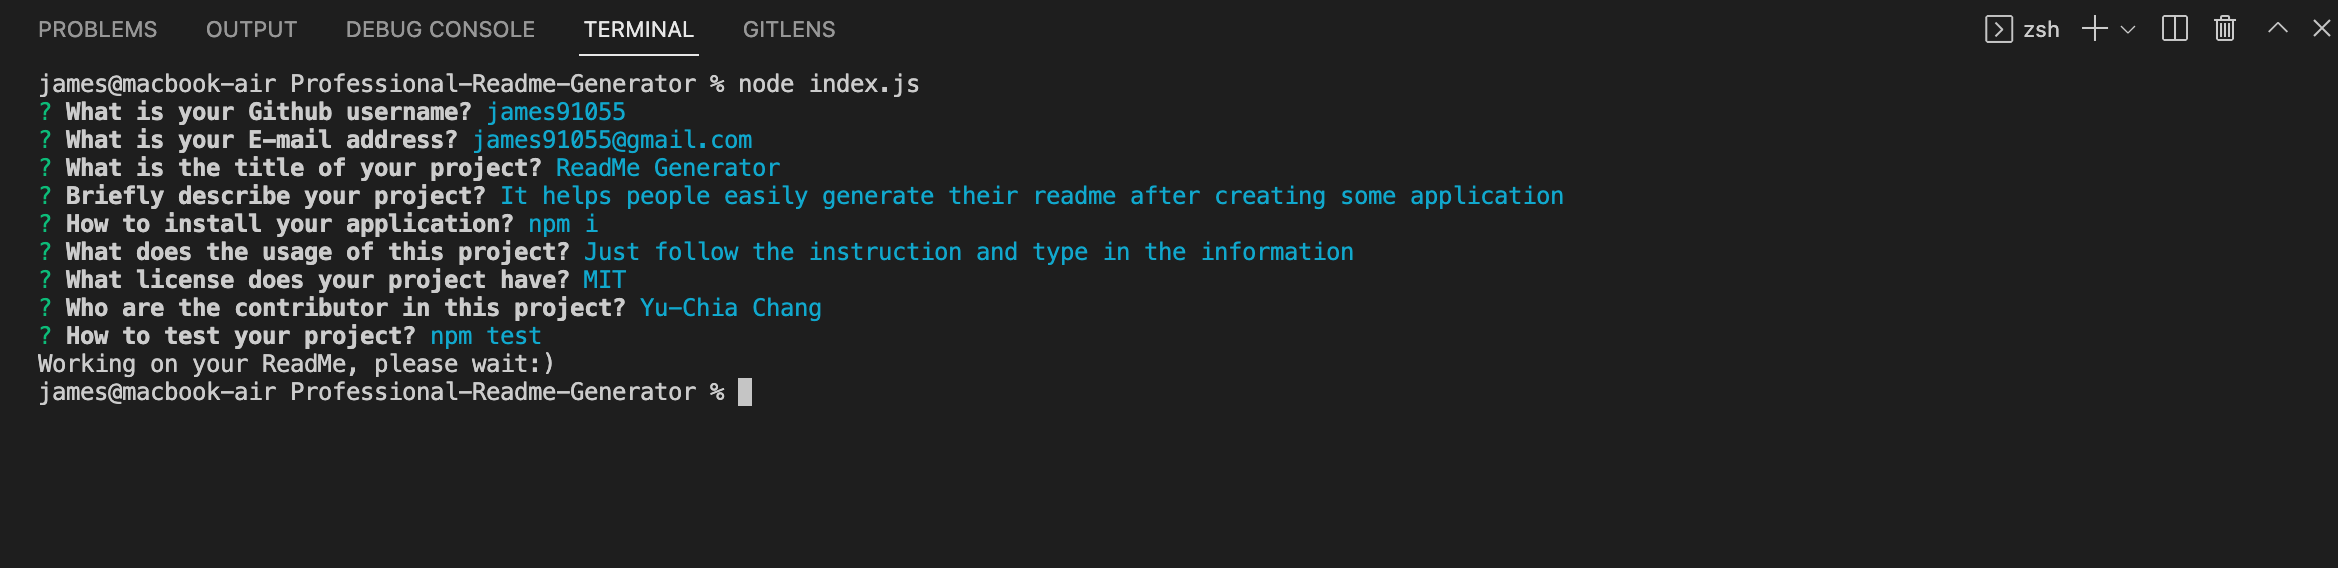 PROBLEMS OUTPUT DEBUG CONSOLE TERMINAL GITLENS zsh
james@macbook-air Professional-Readme-Generator % node index.js
? What is your Github username? james91055
? What is your E-mail address? james91055@gmail.com
? What is the title of your project? ReadMe Generator
? Briefly describe your project? It helps people easily generate their readme after creating some application
? How to install your application? npm i
? What does the usage of this project? Just follow the instruction and type in the information
? What license does your project have? MIT
? Who are the contributor in this project? Yu-Chia Chang
? How to test your project? npm test
Working on your ReadMe, please wait:)
james@macbook-air Professional-Readme-Generator %